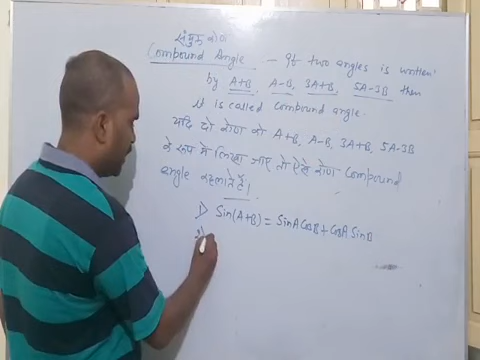 संयुक्त कोण
Compound Angle - If two angles is written
by A+B, A-B, 3A+B, 5A-3B then
it is called compound angle.
यदि दो कोण को A+B, A-B, 3A+B, 5A-3B
के रूप में लिखा जाए तो ऐसे कोण Compound
angle कहलाते हैं।
1) Sin(A+B) = SinA CosB + CosA SinB
2)